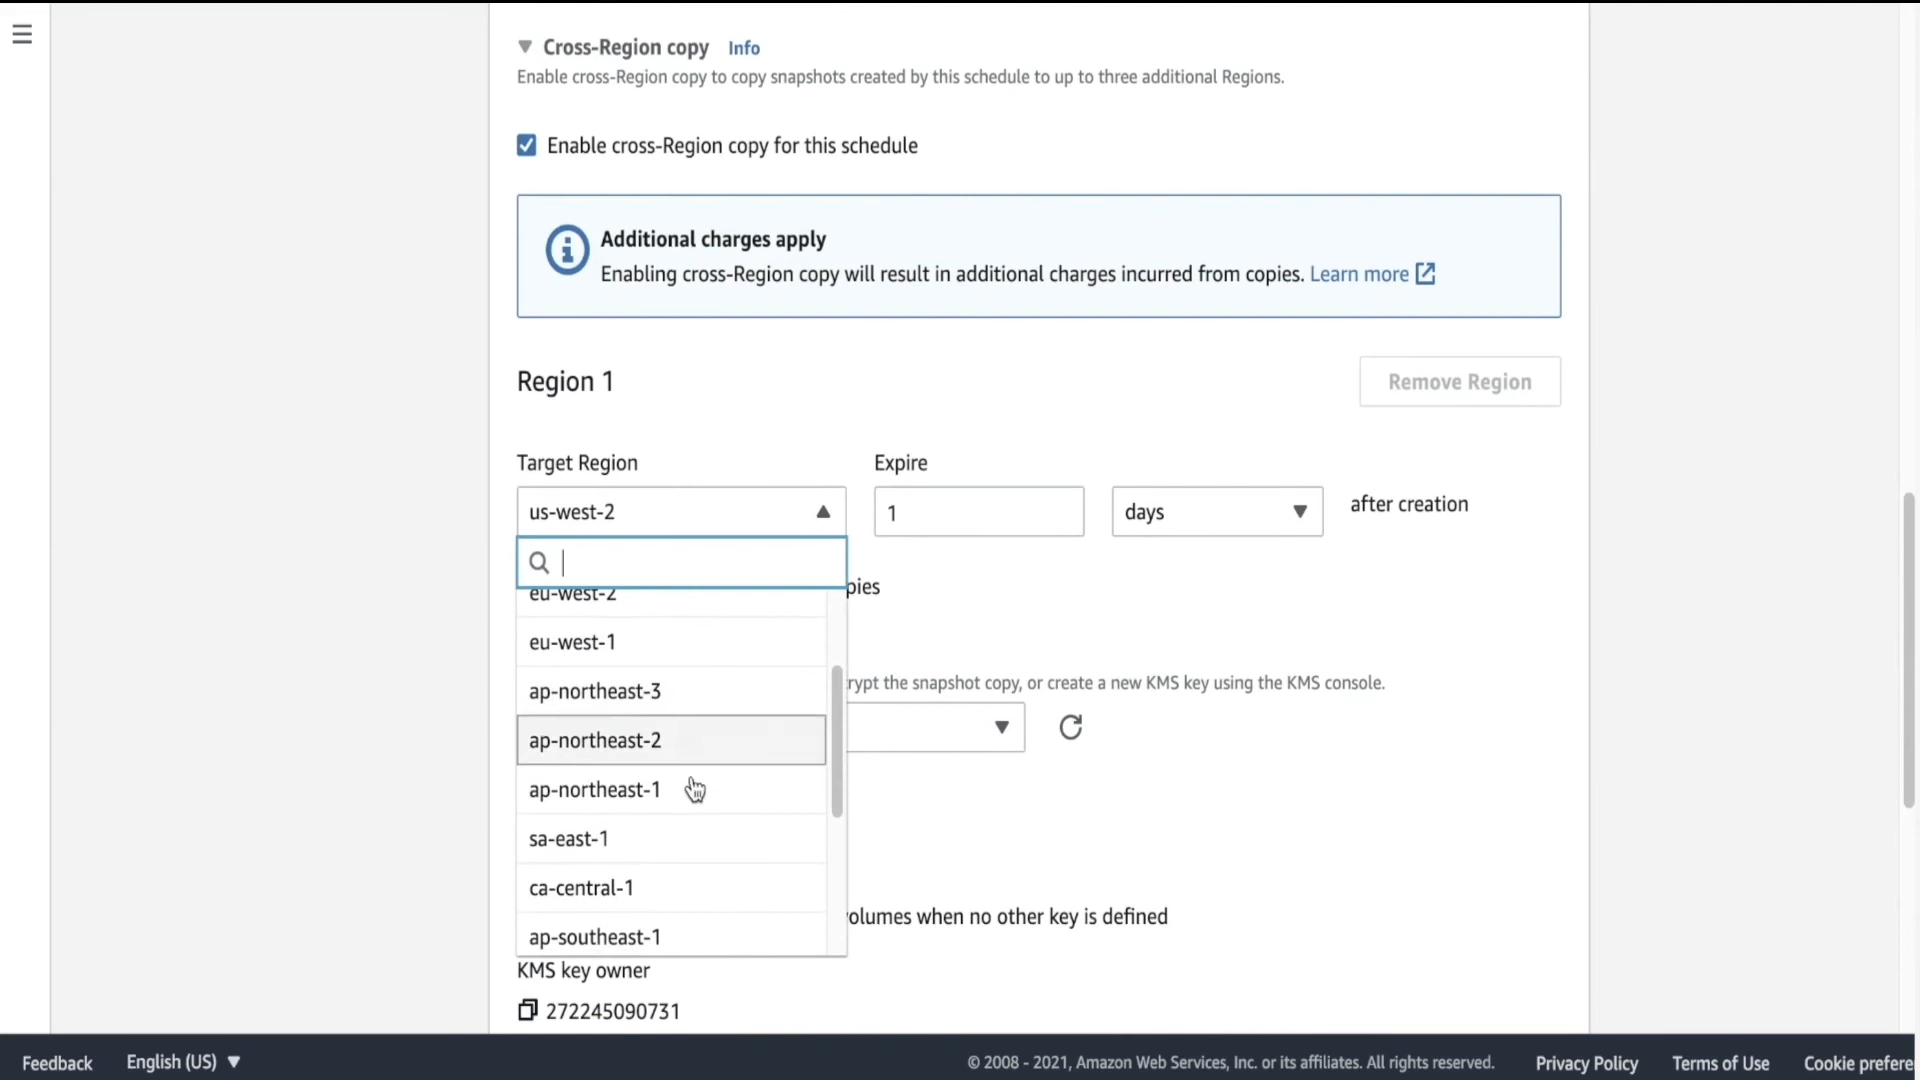 Cross-Region copy Info
Enable cross-Region copy to copy snapshots created by this schedule to up to three additional Regions.
Enable cross-Region copy for this schedule
Additional charges apply
Enabling cross-Region copy will result in additional charges incurred from copies. Learn more
Region 1
Remove Region
Target Region
Expire
us-west-2
1
days
after creation
pies
eu-west-2
eu-west-1
ap-northeast-3
rypt the snapshot copy, or create a new KMS key using the KMS console.
ap-northeast-2
ap-northeast-1
sa-east-1
ca-central-1
volumes when no other key is defined
ap-southeast-1
KMS key owner
272245090731
Feedback English (US) © 2008 - 2021, Amazon Web Services, Inc. or its affiliates. All rights reserved. Privacy Policy Terms of Use Cookie prefere